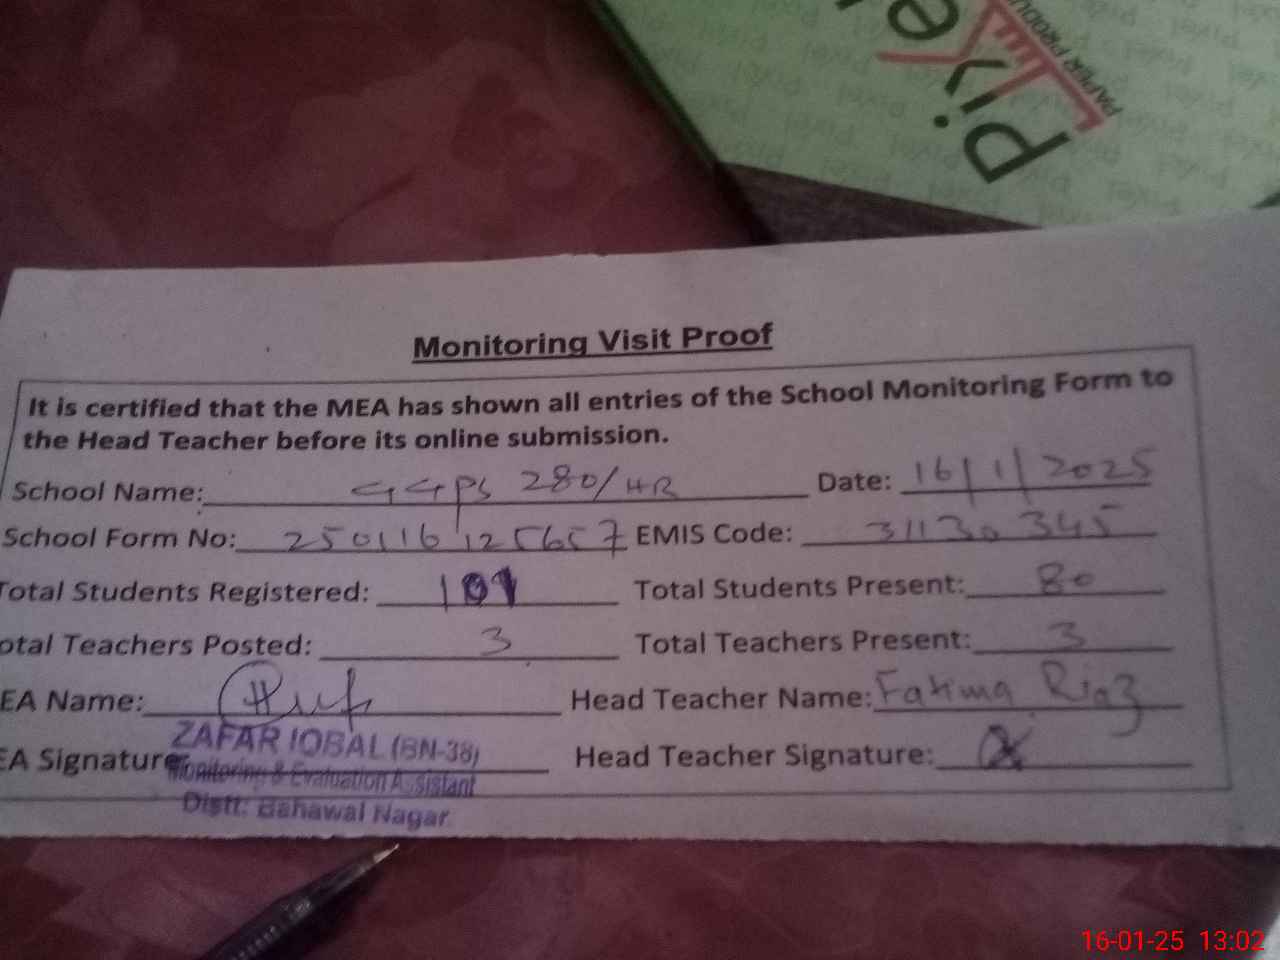 Pixel
PAPER PRODU
Monitoring Visit Proof
It is certified that the MEA has shown all entries of the School Monitoring Form to
the Head Teacher before its online submission.
School Name: GGPS 280/HR Date: 16/1/2025
School Form No: 250116125657 EMIS Code: 31130345
Total Students Registered: 101 Total Students Present: 80
otal Teachers Posted: 3 Total Teachers Present: 3
EA Name: Head Teacher Name: Fatima Riaz
EA Signature Head Teacher Signature:
ZAFAR IQBAL (BN-38)
Monitoring & Evaluation Assistant
Distt: Bahawal Nagar
16-01-25 13:02